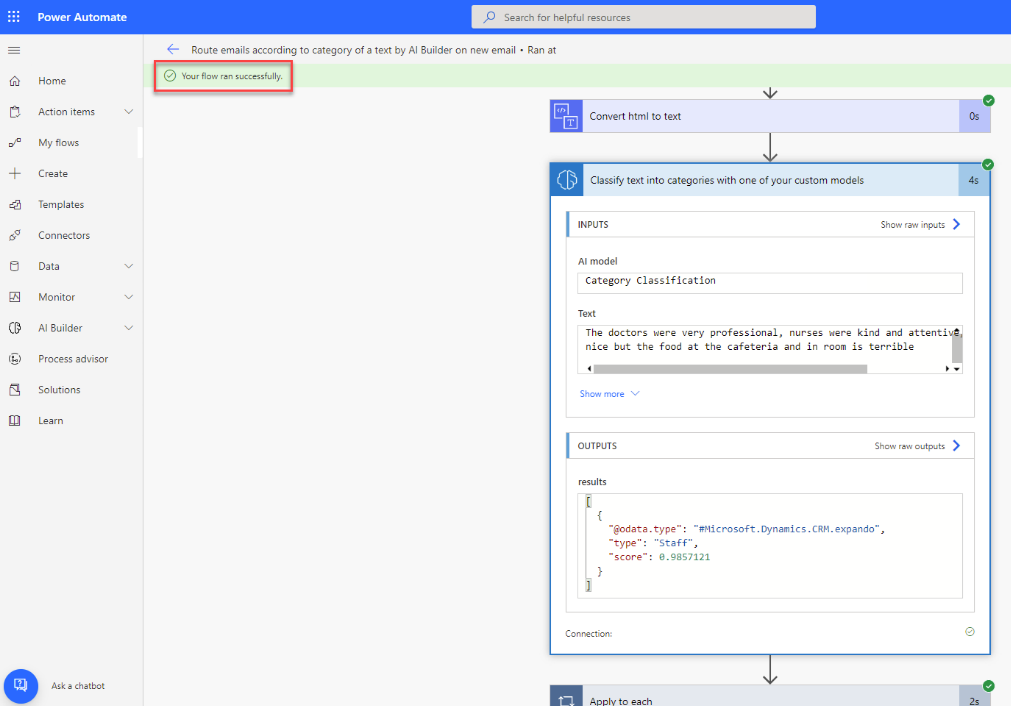 Power Automate
Search for helpful resources
Route emails according to category of a text by AI Builder on new email • Ran at
Your flow ran successfully.
Home
Action items
My flows
Create
Templates
Connectors
Data
Monitor
AI Builder
Process advisor
Solutions
Learn
Ask a chatbot
Convert html to text
0s
Classify text into categories with one of your custom models
4s
INPUTS
Show raw inputs
AI model
Category Classification
Text
The doctors were very professional, nurses were kind and attentive,
nice but the food at the cafeteria and in room is terrible
Show more
OUTPUTS
Show raw outputs
results
[
{
"@odata.type": "#Microsoft.Dynamics.CRM.expando",
"type": "Staff",
"score": 0.9857121
}
]
Connection:
Apply to each
2s